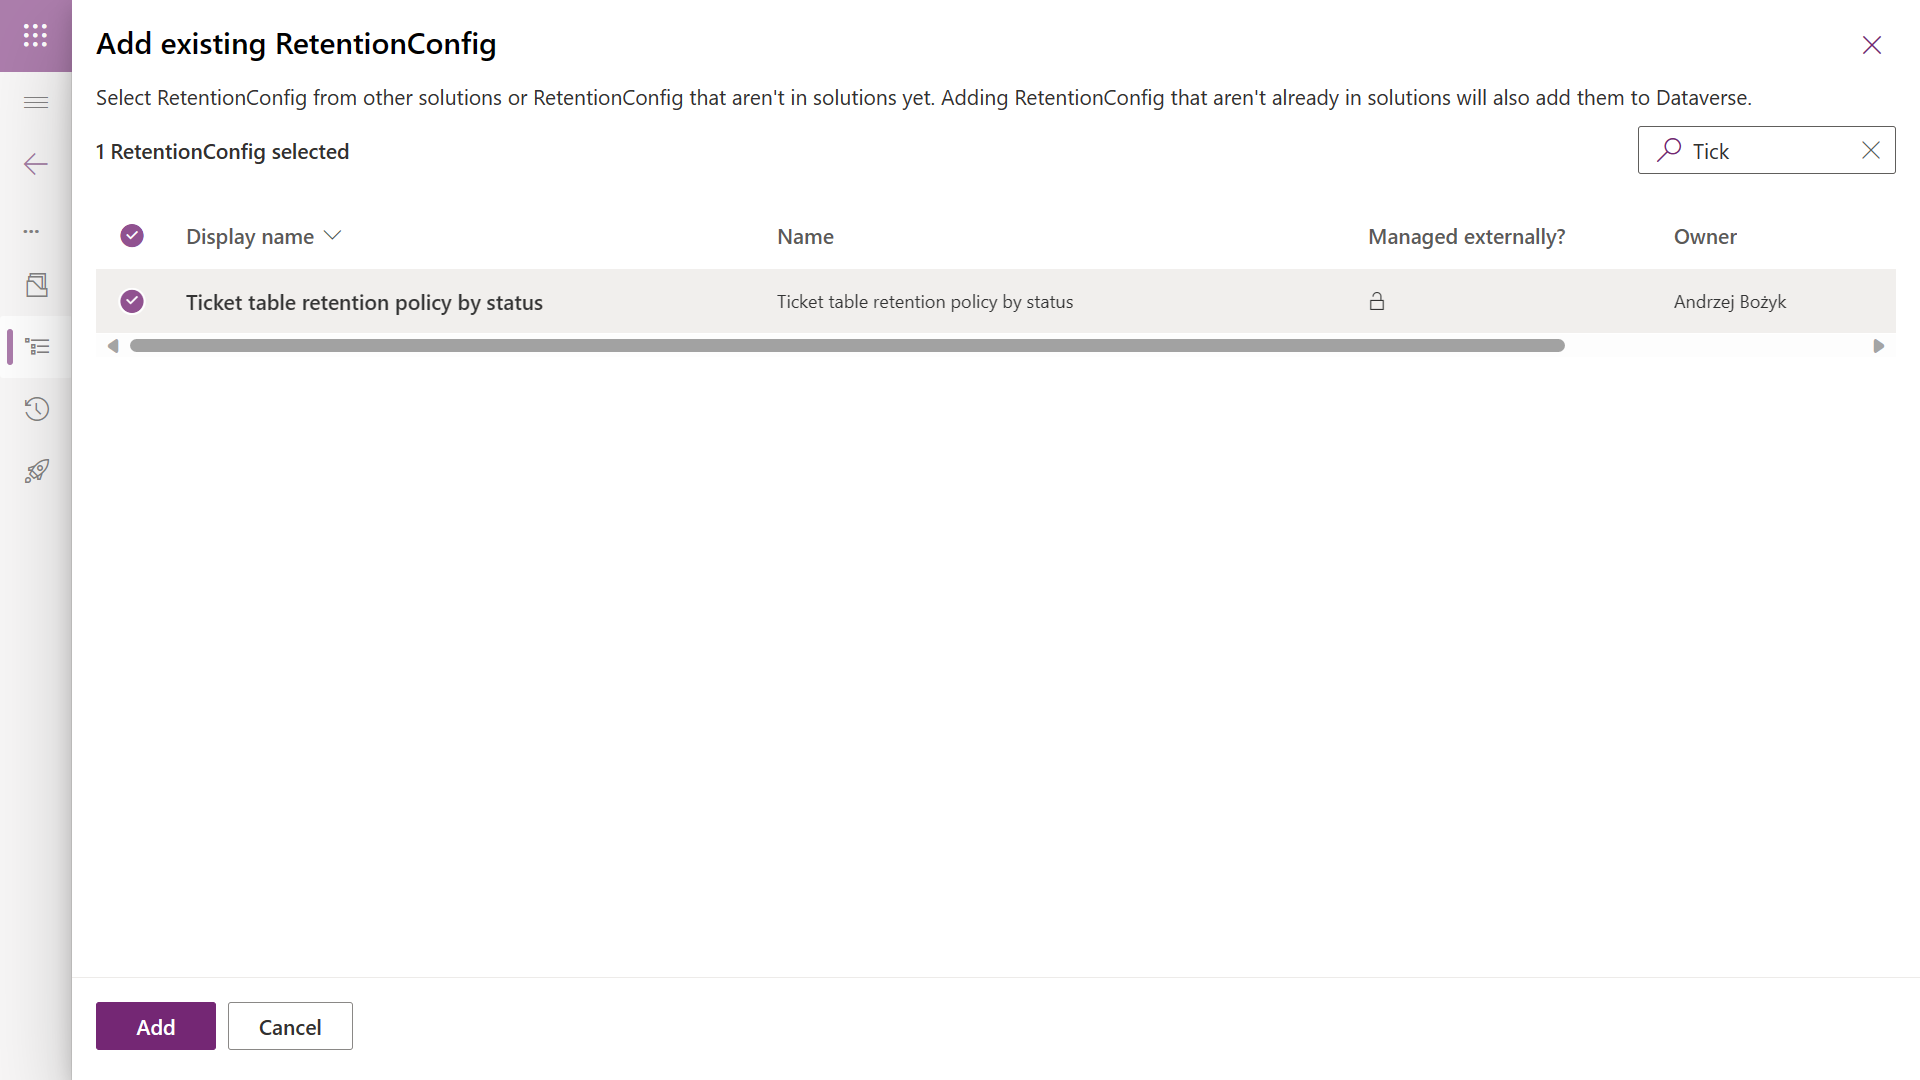 Add existing RetentionConfig
Select RetentionConfig from other solutions or RetentionConfig that aren't in solutions yet. Adding RetentionConfig that aren't already in solutions will also add them to Dataverse.
1 RetentionConfig selected
Tick
Display name Name Managed externally? Owner
Ticket table retention policy by status Ticket table retention policy by status Andrzej Bożyk
Add Cancel